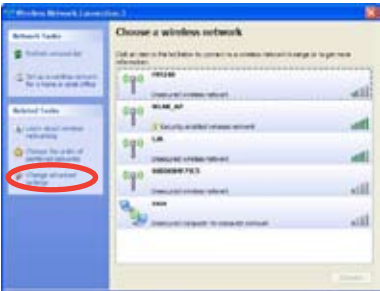 Wireless Network Connection 3
Network Tasks
Choose a wireless network
Refresh network list
Click an item in the list below to connect to a wireless network in range or to get more
information.
Set up a wireless network
for a home or small office
Unsecured wireless network
Related Tasks
WLAN_AP
Security-enabled wireless network
Learn about wireless
networking
Change the order of
preferred networks
Unsecured wireless network
Change advanced
settings
Unsecured wireless network
Unsecured computer-to-computer network
Connect